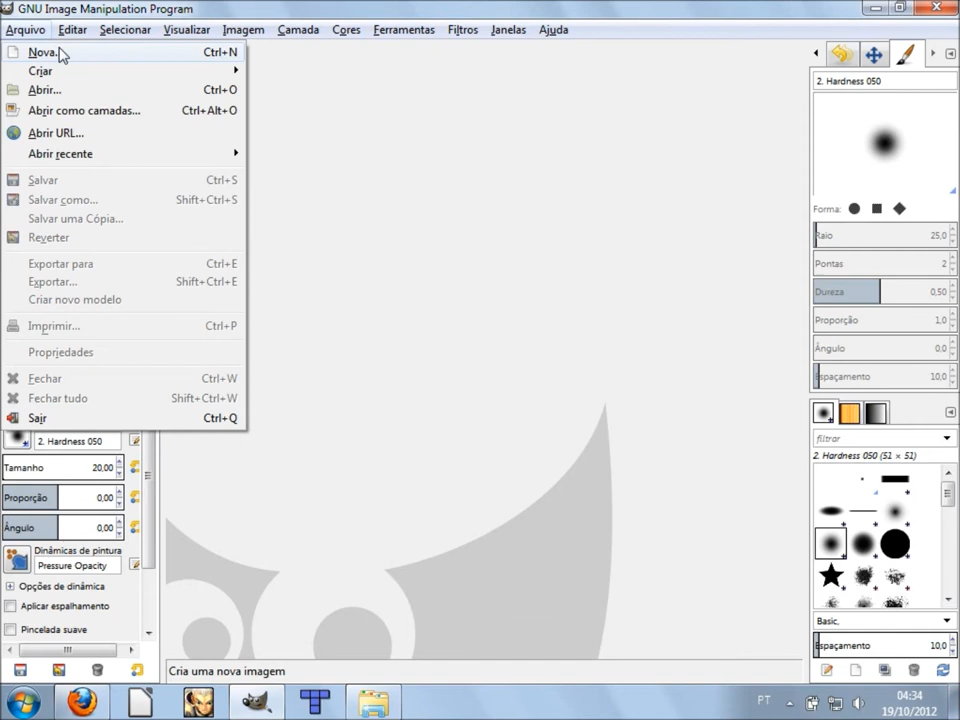 GNU Image Manipulation Program
Arquivo Editar Selecionar Visualizar Imagem Camada Cores Ferramentas Filtros Janelas Ajuda
Nova... Ctrl+N
Criar
Abrir... Ctrl+O
Abrir como camadas... Ctrl+Alt+O
Abrir URL...
Abrir recente
Salvar Ctrl+S
Salvar como... Shift+Ctrl+S
Salvar uma Cópia...
Reverter
Exportar para Ctrl+E
Exportar... Shift+Ctrl+E
Criar novo modelo
Imprimir... Ctrl+P
Propriedades
Fechar Ctrl+W
Fechar tudo Shift+Ctrl+W
Sair Ctrl+Q
2. Hardness 050
Tamanho 20,00
Proporção 0,00
Ângulo 0,00
Dinâmicas de pintura
Pressure Opacity
Opções de dinâmica
Aplicar espalhamento
Pincelada suave
Cria uma nova imagem
2. Hardness 050
Forma:
Raio 25,0
Pontas 2
Dureza 0,50
Proporção 1,0
Ângulo 0,0
Espaçamento 10,0
filtrar
2. Hardness 050 (51 × 51)
Basic,
Espaçamento 10,0
PT
04:34
19/10/2012